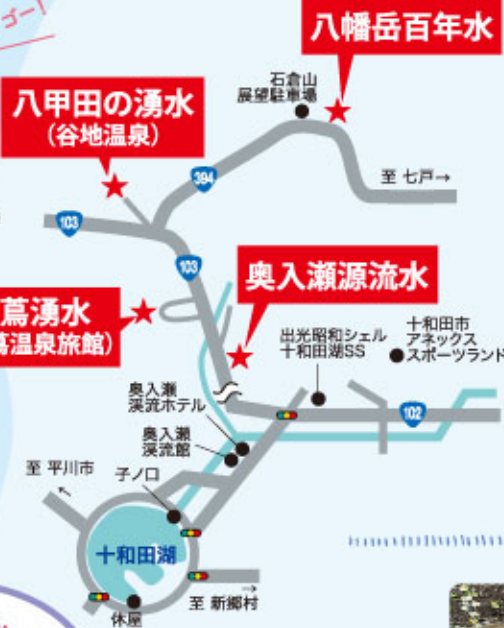 ゴー!
八幡岳百年水
石倉山
展望駐車場
八甲田の湧水
(谷地温泉)
394
至 七戸→
103
103
奥入瀬源流水
蔦湧水
蔦温泉旅館)
出光昭和シェル
十和田湖SS
十和田市
アネックス
スポーツランド
奥入瀬
渓流ホテル
102
奥入瀬
渓流館
至 平川市
←
子ノ口
十和田湖
→
至 新郷村
休屋